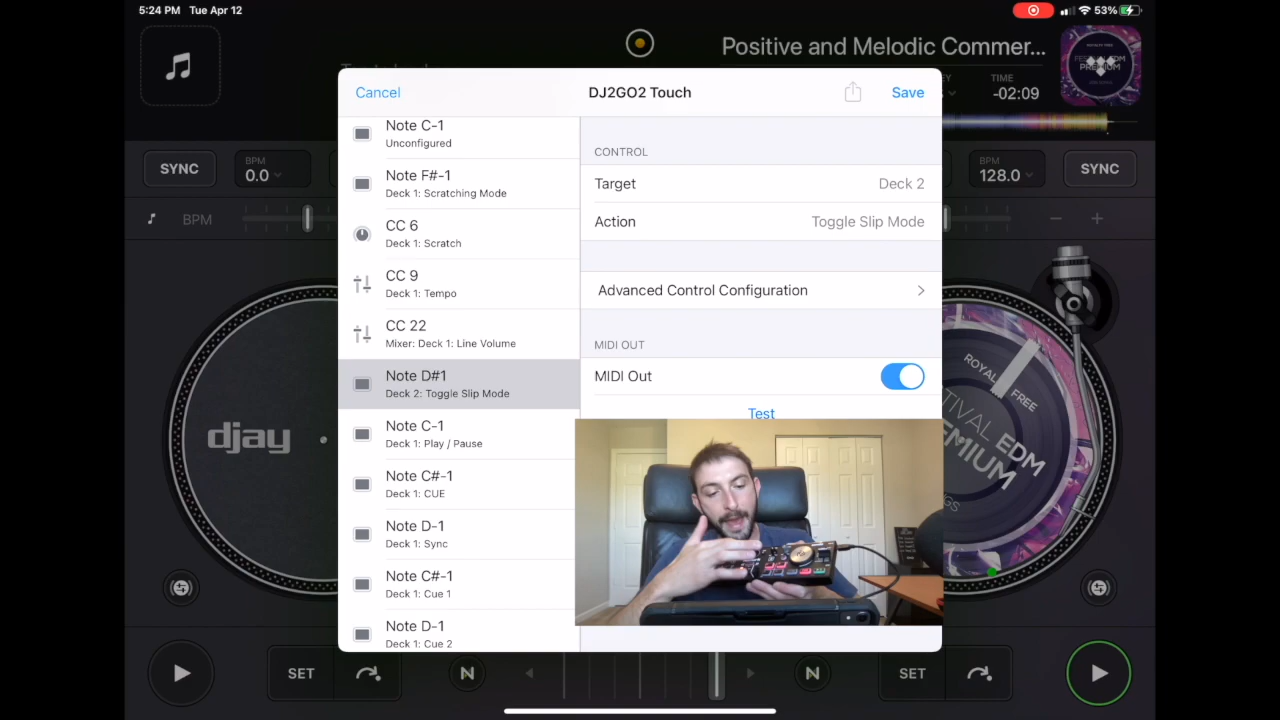 5:24 PM Tue Apr 12
53%
Positive and Melodic Commer...
TIME
-02:09
SYNC
BPM
0.0
BPM
128.0
SYNC
BPM
Cancel
DJ2GO2 Touch
Save
Note C-1
Unconfigured
Note F#-1
Deck 1: Scratching Mode
CC 6
Deck 1: Scratch
CC 9
Deck 1: Tempo
CC 22
Mixer: Deck 1: Line Volume
Note D#1
Deck 2: Toggle Slip Mode
Note C-1
Deck 1: Play / Pause
Note C#-1
Deck 1: CUE
Note D-1
Deck 1: Sync
Note C#-1
Deck 1: Cue 1
Note D-1
Deck 1: Cue 2
CONTROL
Target
Deck 2
Action
Toggle Slip Mode
Advanced Control Configuration
MIDI OUT
MIDI Out
Test
djay
ROYAL FREE
TIVAL EDM
EMIUM
SET
N
N
SET